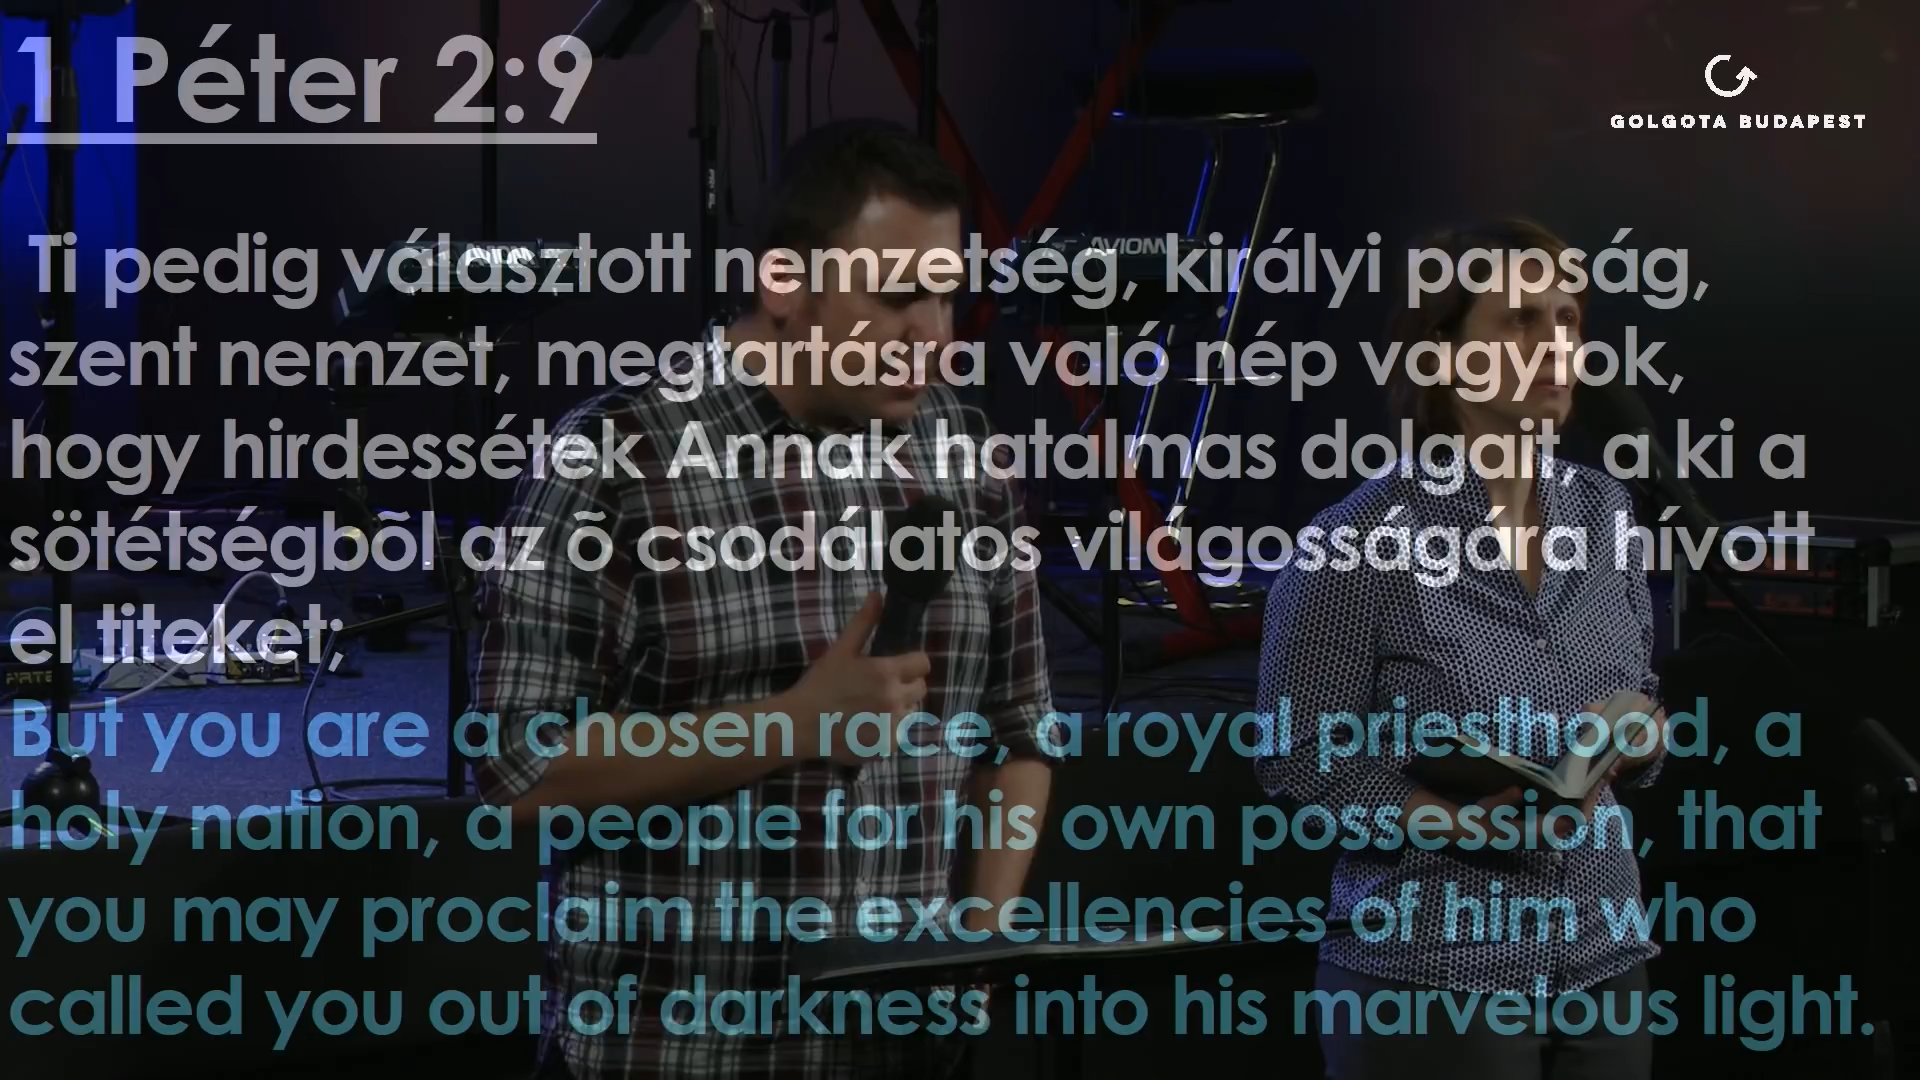 1 Péter 2:9
GOLGOTA BUDAPEST
Ti pedig választott nemzetség, királyi papság,
szent nemzet, megtartásra való nép vagytok,
hogy hirdessétek Annak hatalmas dolgait, a ki a
sötétségbõl az õ csodálatos világosságára hívott
el titeket;
But you are a chosen race, a royal priesthood, a
holy nation, a people for his own possession, that
you may proclaim the excellencies of him who
called you out of darkness into his marvelous light.
AVIOM
AVIOM